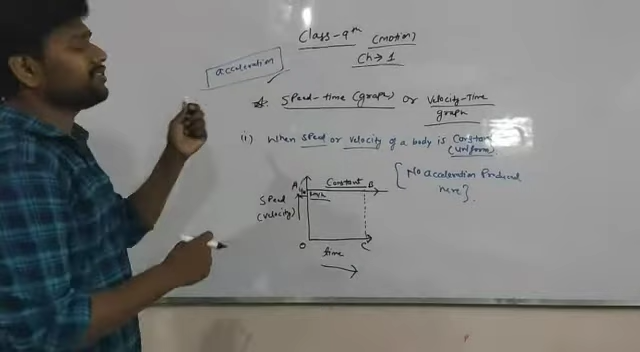 Class-9th (motion)
Ch→1
acceleration
Speed-time (graph) or Velocity-Time graph
(i) When speed or velocity of a body is constant (uniform)
[No acceleration Produced here}.
A Constant B
Speed (velocity)
O C
time